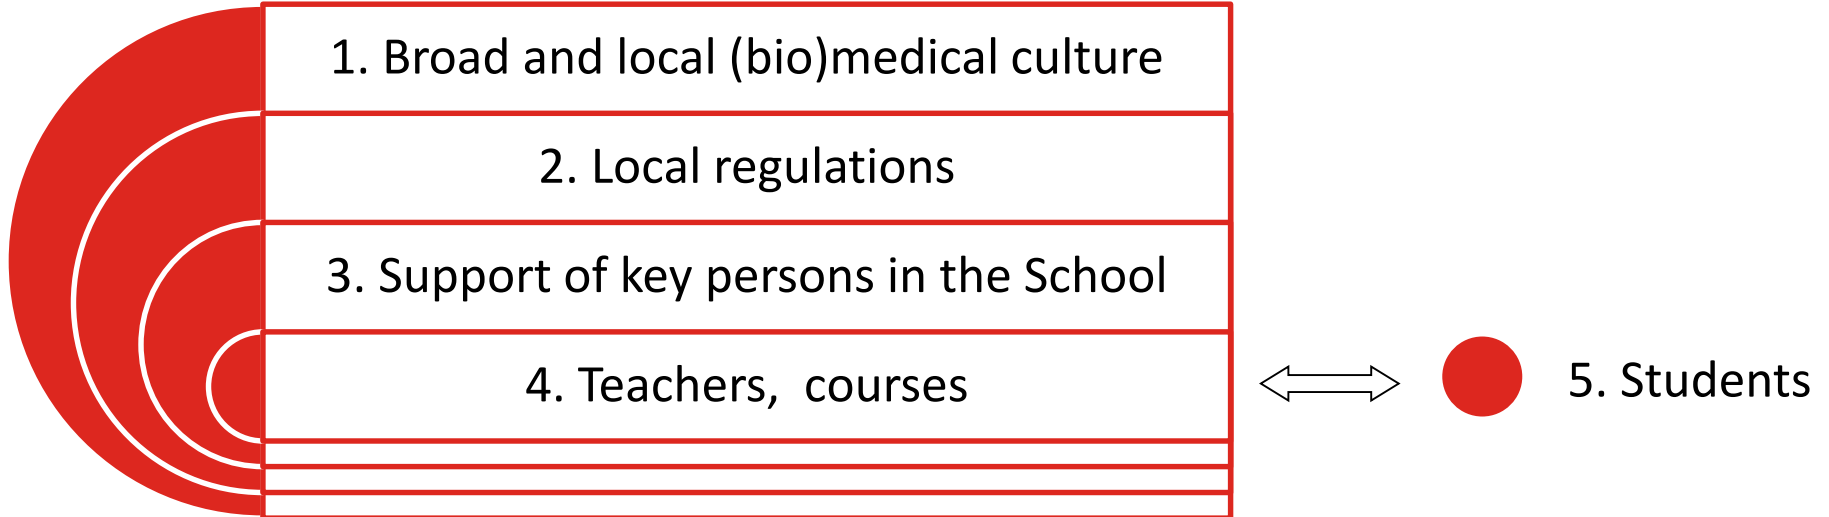 1. Broad and local (bio)medical culture
2. Local regulations
3. Support of key persons in the School
4. Teachers,  courses
5. Students